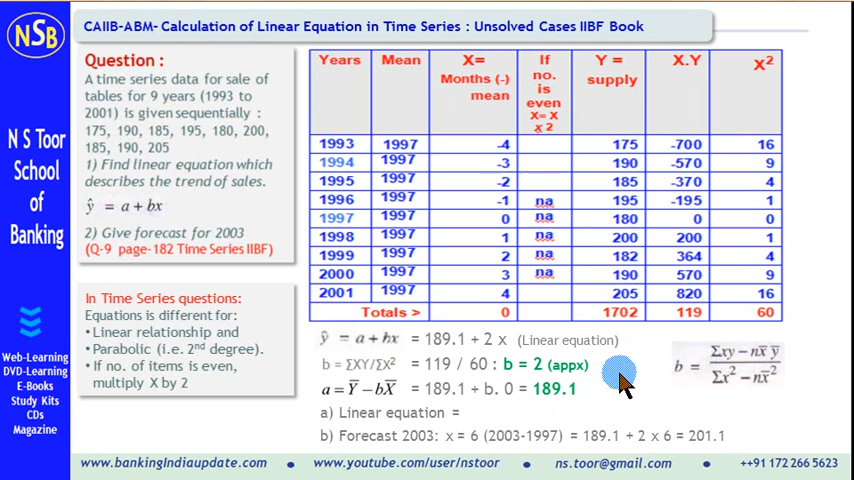 CAIIB-ABM- Calculation of Linear Equation in Time Series : Unsolved Cases IIBF Book
NSB
N S Toor
School
of
Banking
Web-Learning
DVD-Learning
E-Books
Study Kits
CDs
Magazine
Question :
A time series data for sale of
tables for 9 years (1993 to
2001) is given sequentially :
175, 190, 185, 195, 180, 200,
185, 190, 205
1) Find linear equation which
describes the trend of sales.
ŷ = a + bx
2) Give forecast for 2003
(Q-9 page-182 Time Series IIBF)
In Time Series questions:
Equations is different for:
• Linear relationship and
• Parabolic (i.e. 2nd degree).
• If no. of items is even,
multiply X by 2
Years Mean X= Months (-) mean If no. is even X= X x 2 Y = supply X.Y X2
1993 1997 -4 175 -700 16
1994 1997 -3 190 -570 9
1995 1997 -2 185 -370 4
1996 1997 -1 na 195 -195 1
1997 1997 0 na 180 0 0
1998 1997 1 na 200 200 1
1999 1997 2 na 182 364 4
2000 1997 3 na 190 570 9
2001 1997 4 205 820 16
Totals > 0 1702 119 60
ŷ = a + bx = 189.1 + 2 x (Linear equation)
b = ΣXY/ΣX2 = 119 / 60 : b = 2 (appx)
a = Y̅ – bX̅ = 189.1 + b. 0 = 189.1
b = Σxy – nx̅ y̅ / Σx2 – nx̅2
a) Linear equation =
b) Forecast 2003: x = 6 (2003-1997) = 189.1 + 2 x 6 = 201.1
www.bankingIndiaupdate.com • www.youtube.com/user/nstoor • ns.toor@gmail.com • ++91 172 266 5623